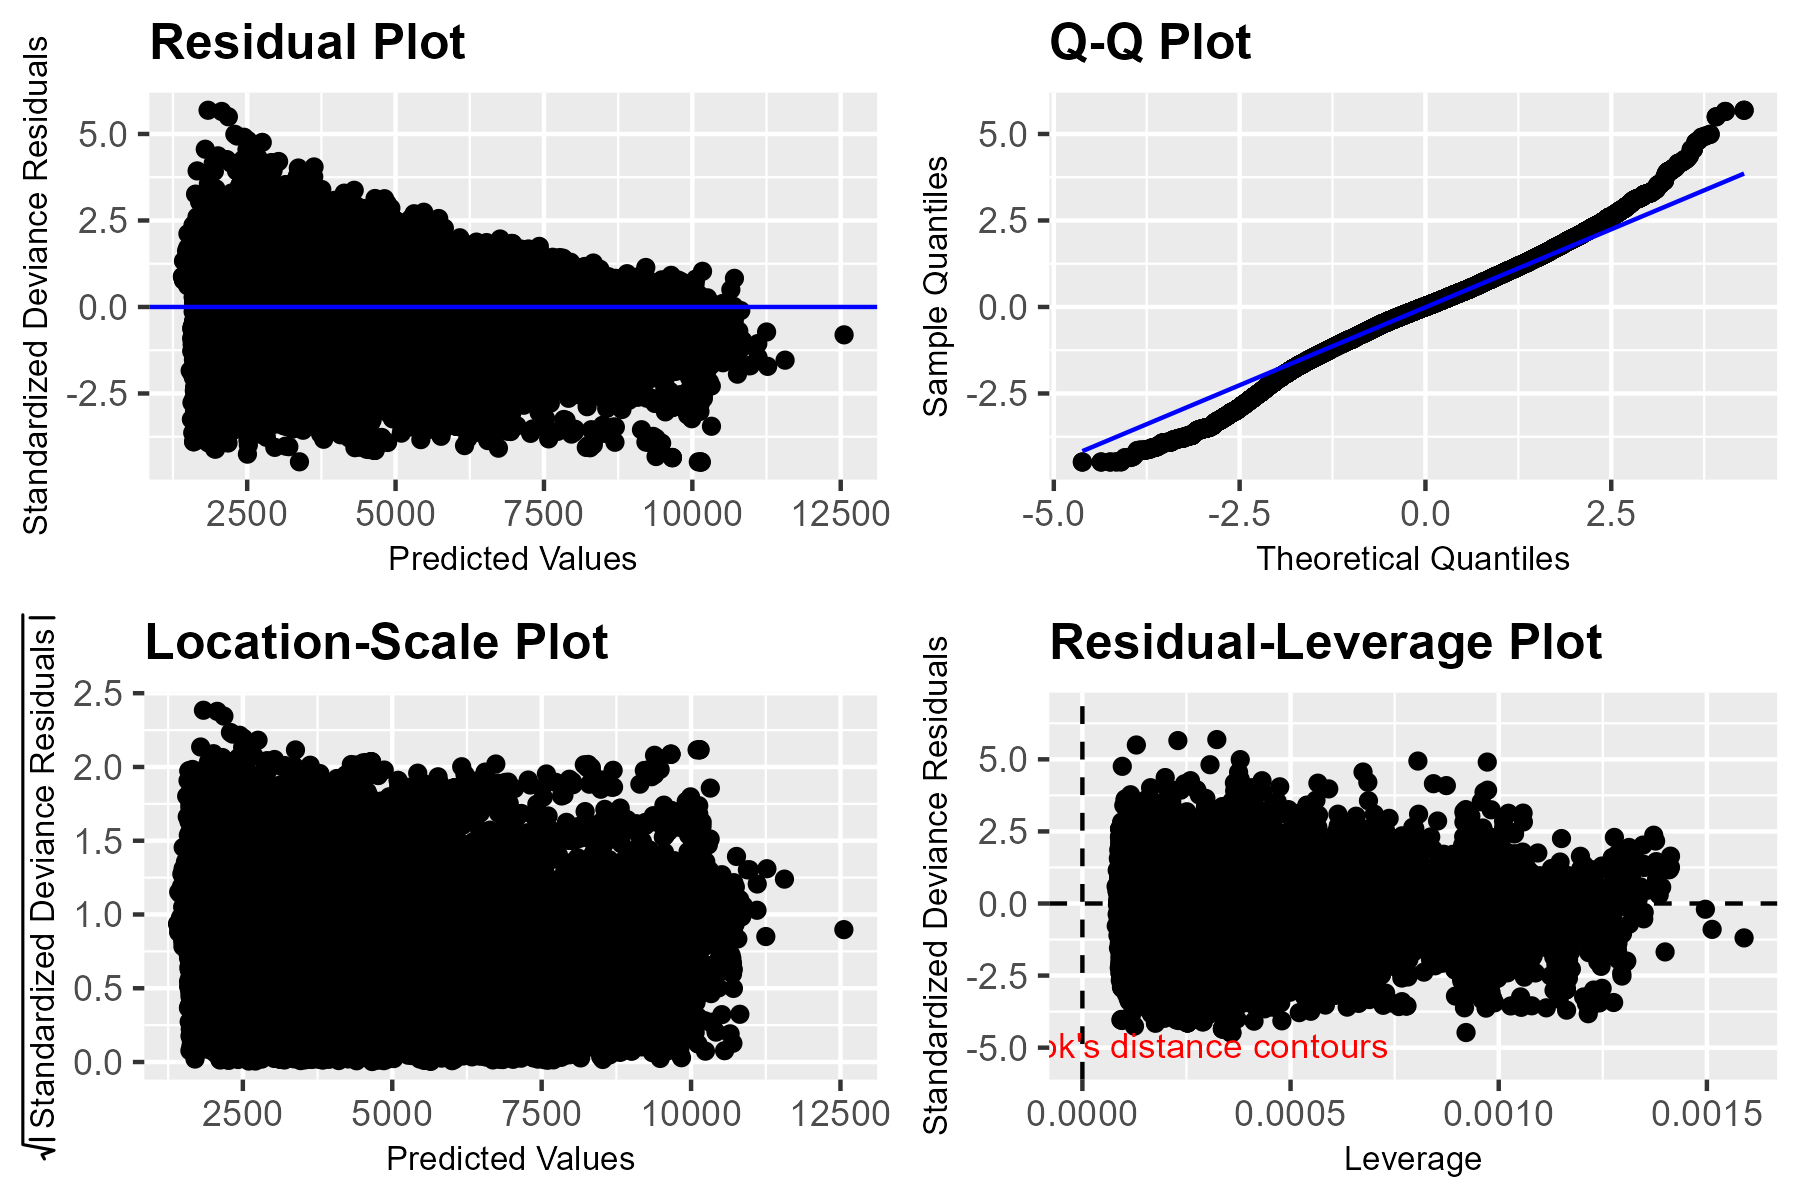 Residual Plot
Standardized Deviance Residuals
5.0
2.5
0.0
-2.5
2500 5000 7500 10000 12500
Predicted Values
Q-Q Plot
Sample Quantiles
5.0
2.5
0.0
-2.5
-5.0 -2.5 0.0 2.5
Theoretical Quantiles
Location-Scale Plot
√|Standardized Deviance Residuals|
2.5
2.0
1.5
1.0
0.5
0.0
2500 5000 7500 10000 12500
Predicted Values
Residual-Leverage Plot
Standardized Deviance Residuals
5.0
2.5
0.0
-2.5
-5.0
ok's distance contours
0.0000 0.0005 0.0010 0.0015
Leverage